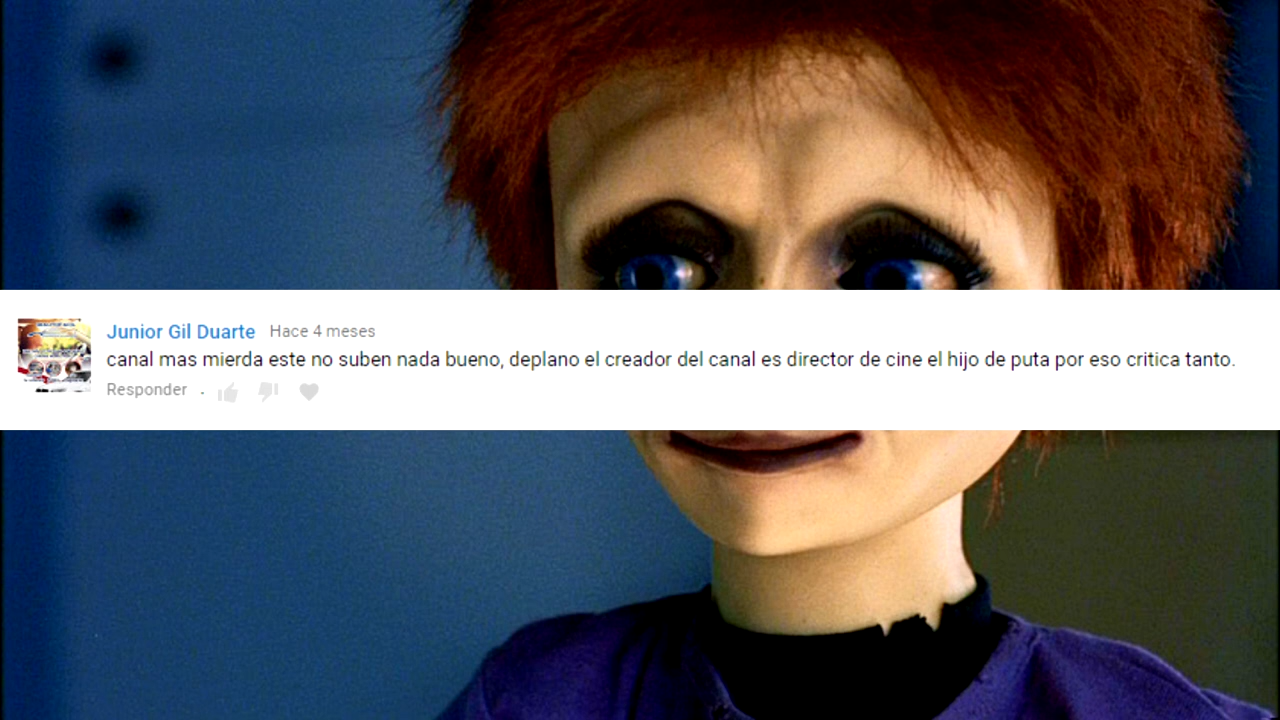 Junior Gil Duarte Hace 4 meses
canal mas mierda este no suben nada bueno, deplano el creador del canal es director de cine el hijo de puta por eso critica tanto.
Responder .